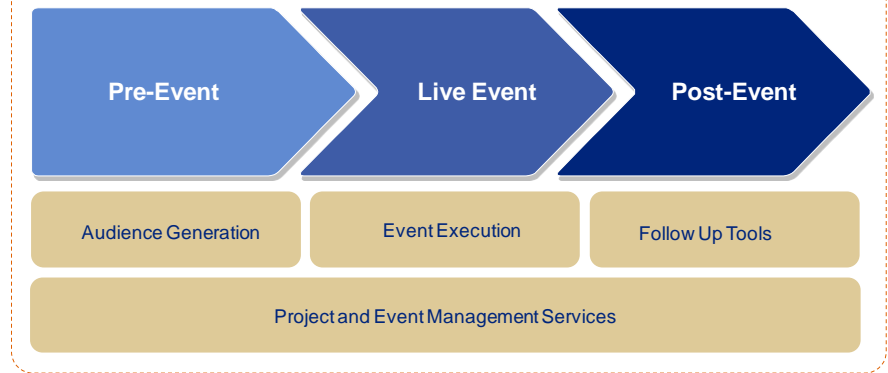 Pre-Event
Live Event
Post-Event
Audience Generation
Event Execution
Follow Up Tools
Project and Event Management Services